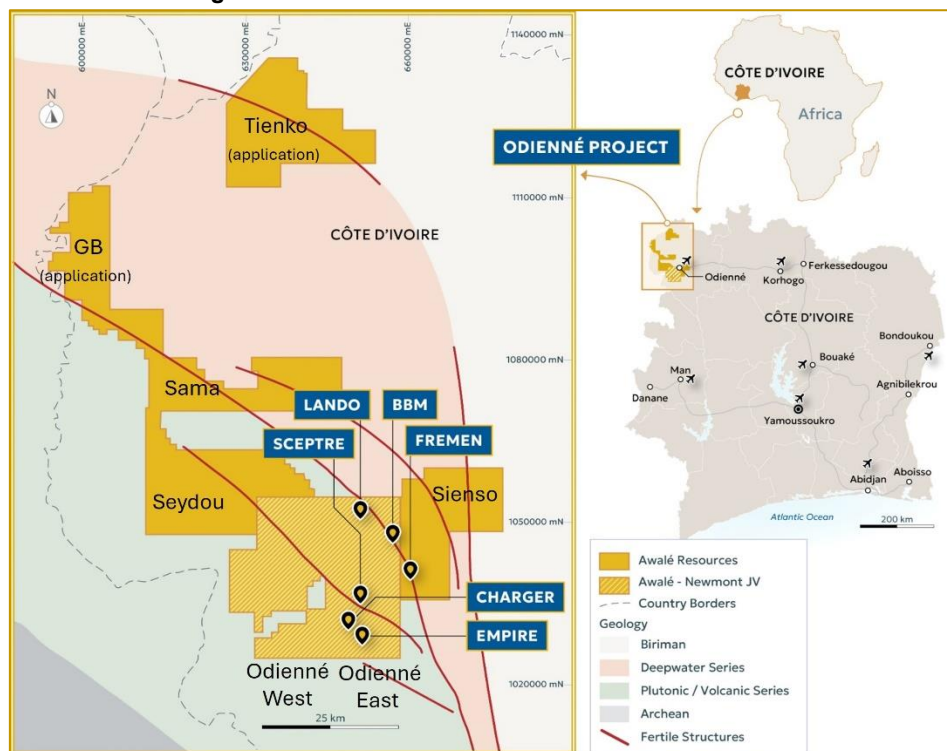 600000 mE
630000 mE
660000 mE
1140000 mN
1110000 mN
1080000 mN
1050000 mN
1020000 mN
N
Tienko
(application)
GB
(application)
CÔTE D'IVOIRE
Sama
Seydou
Sienso
LANDO
BBM
SCEPTRE
FREMEN
CHARGER
EMPIRE
Odienné
West
Odienné
East
25 km
ODIENNÉ PROJECT
CÔTE D'IVOIRE
Africa
Odienné
Korhogo
Ferkessedougou
CÔTE D'IVOIRE
Bondoukou
Bouaké
Man
Danane
Agnibilekrou
Yamoussoukro
Abidjan
Aboisso
Atlantic Ocean
200 km
Awalé Resources
Awalé - Newmont JV
Country Borders
Geology
Biriman
Deepwater Series
Plutonic / Volcanic Series
Archean
Fertile Structures